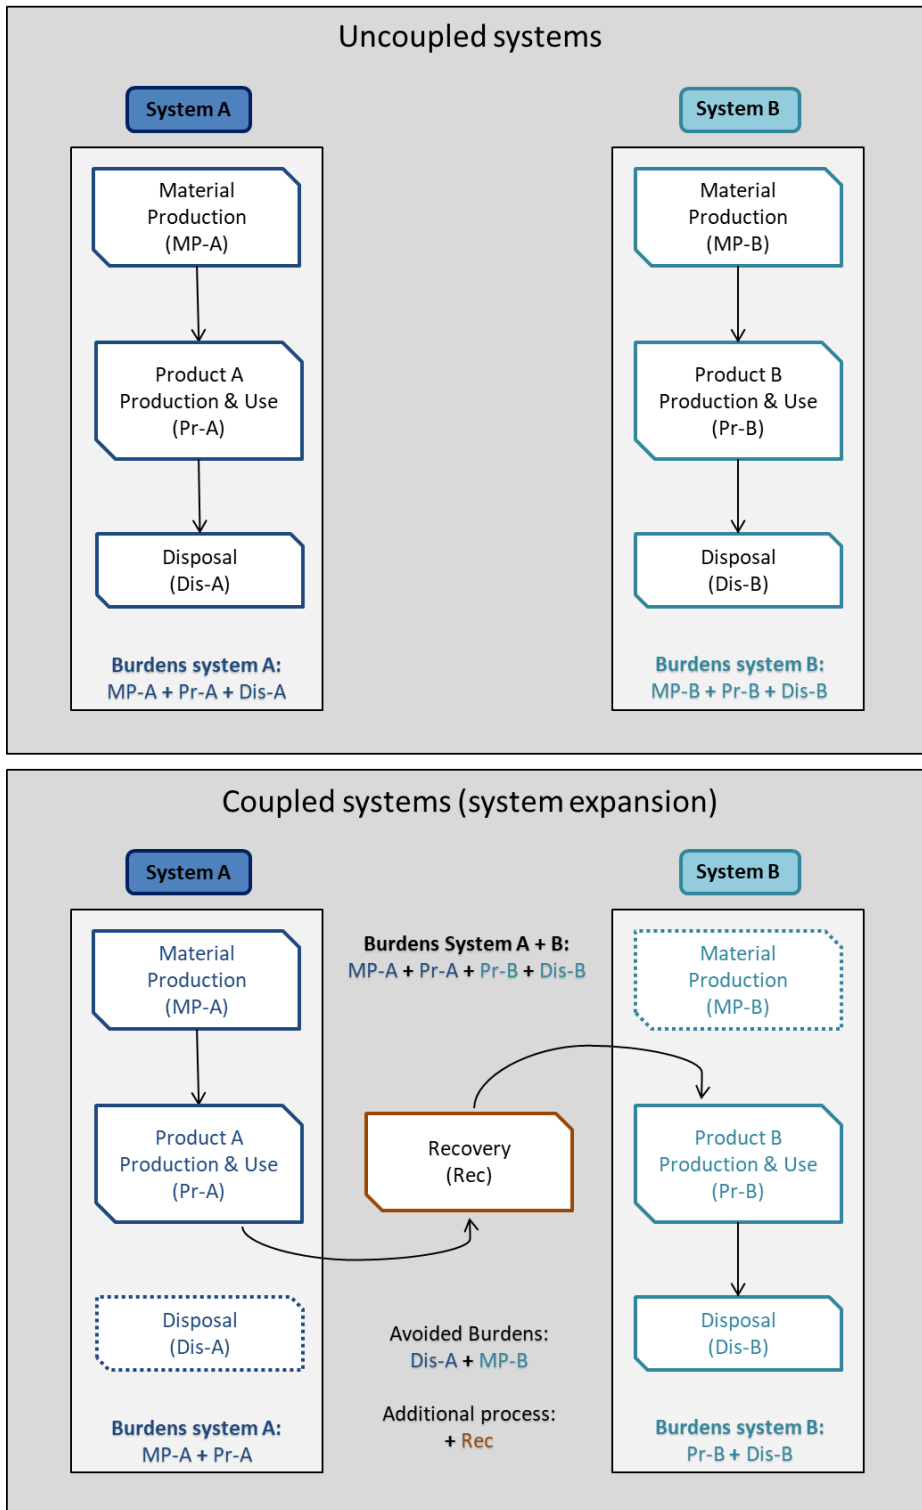 Uncoupled systems
System A
System B
Material
Production
(MP-A)
Material
Production
(MP-B)
Product A
Production & Use
(Pr-A)
Product B
Production & Use
(Pr-B)
Disposal
(Dis-A)
Disposal
(Dis-B)
Burdens system A:
MP-A + Pr-A + Dis-A
Burdens system B:
MP-B + Pr-B + Dis-B
Coupled systems (system expansion)
System A
System B
Material
Production
(MP-A)
Burdens System A + B:
MP-A + Pr-A + Pr-B + Dis-B
Material
Production
(MP-B)
Product A
Production & Use
(Pr-A)
Recovery
(Rec)
Product B
Production & Use
(Pr-B)
Disposal
(Dis-A)
Avoided Burdens:
Dis-A + MP-B
Disposal
(Dis-B)
Additional process:
+ Rec
Burdens system A:
MP-A + Pr-A
Burdens system B:
Pr-B + Dis-B